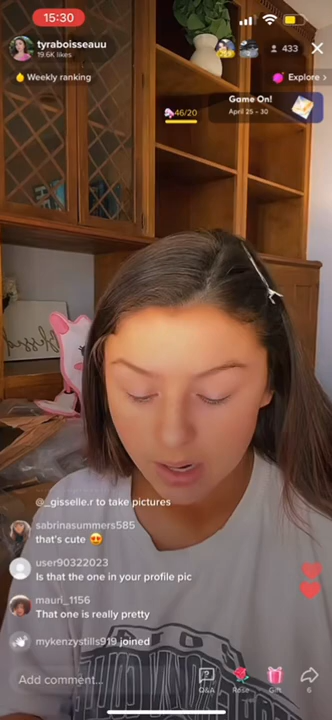 15:30
tyraboisseauu
19.6K likes
433
Weekly ranking
Explore >
Game On!
46/20
April 25 - 30
Blessed
@_giselle.r to take pictures
sabrinasummers585
that's cute 😍
user90322023
Is that the one in your profile pic
mauri_1156
That one is really pretty
mykenzystills919 joined
Add comment...
Q&A
Rose
Gift
6